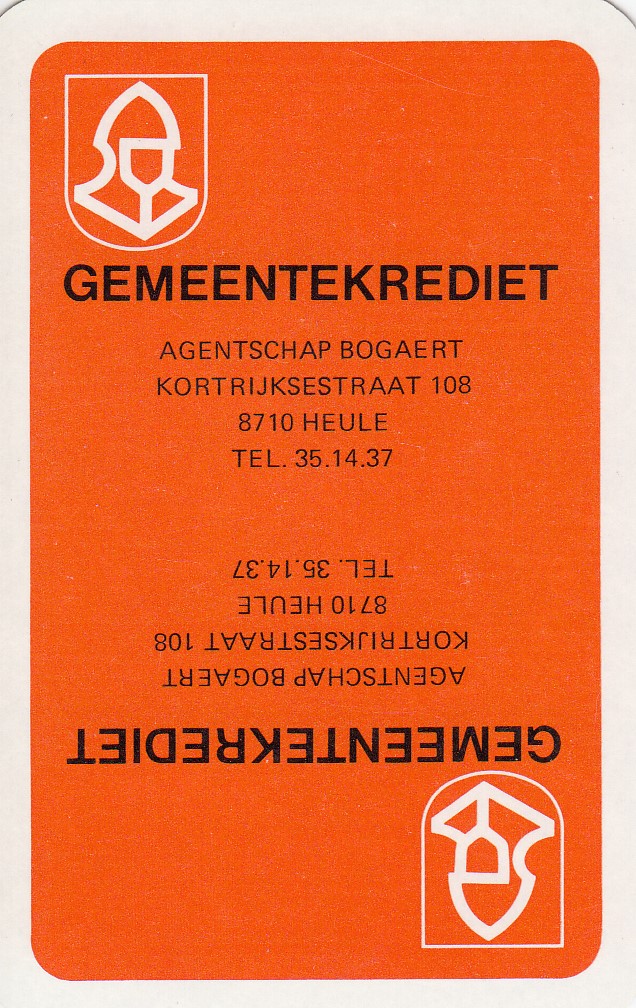 GEMEENTEKREDIET
AGENTSCHAP BOGAERT
KORTRIJKSESTRAAT 108
8710 HEULE
TEL. 35.14.37
TEL. 35.14.37
8710 HEULE
KORTRIJKSESTRAAT 108
AGENTSCHAP BOGAERT
GEMEENTEKREDIET